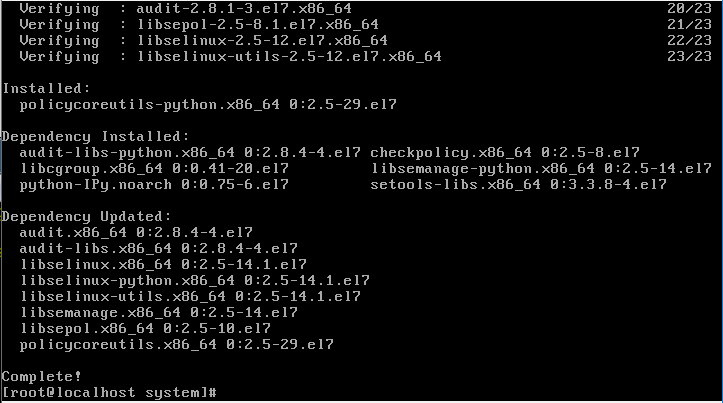 Verifying  : audit-2.8.1-3.el7.x86_64                                      20/23
Verifying  : libsepol-2.5-8.1.el7.x86_64                                   21/23
Verifying  : libselinux-2.5-12.el7.x86_64                                  22/23
Verifying  : libselinux-utils-2.5-12.el7.x86_64                            23/23
Installed:
policycoreutils-python.x86_64 0:2.5-29.el7
Dependency Installed:
audit-libs-python.x86_64 0:2.8.4-4.el7 checkpolicy.x86_64 0:2.5-8.el7
libcgroup.x86_64 0:0.41-20.el7         libsemanage-python.x86_64 0:2.5-14.el7
python-IPy.noarch 0:0.75-6.el7         setools-libs.x86_64 0:3.3.8-4.el7
Dependency Updated:
audit.x86_64 0:2.8.4-4.el7
audit-libs.x86_64 0:2.8.4-4.el7
libselinux.x86_64 0:2.5-14.1.el7
libselinux-python.x86_64 0:2.5-14.1.el7
libselinux-utils.x86_64 0:2.5-14.1.el7
libsemanage.x86_64 0:2.5-14.el7
libsepol.x86_64 0:2.5-10.el7
policycoreutils.x86_64 0:2.5-29.el7
Complete!
[root@localhost system]#